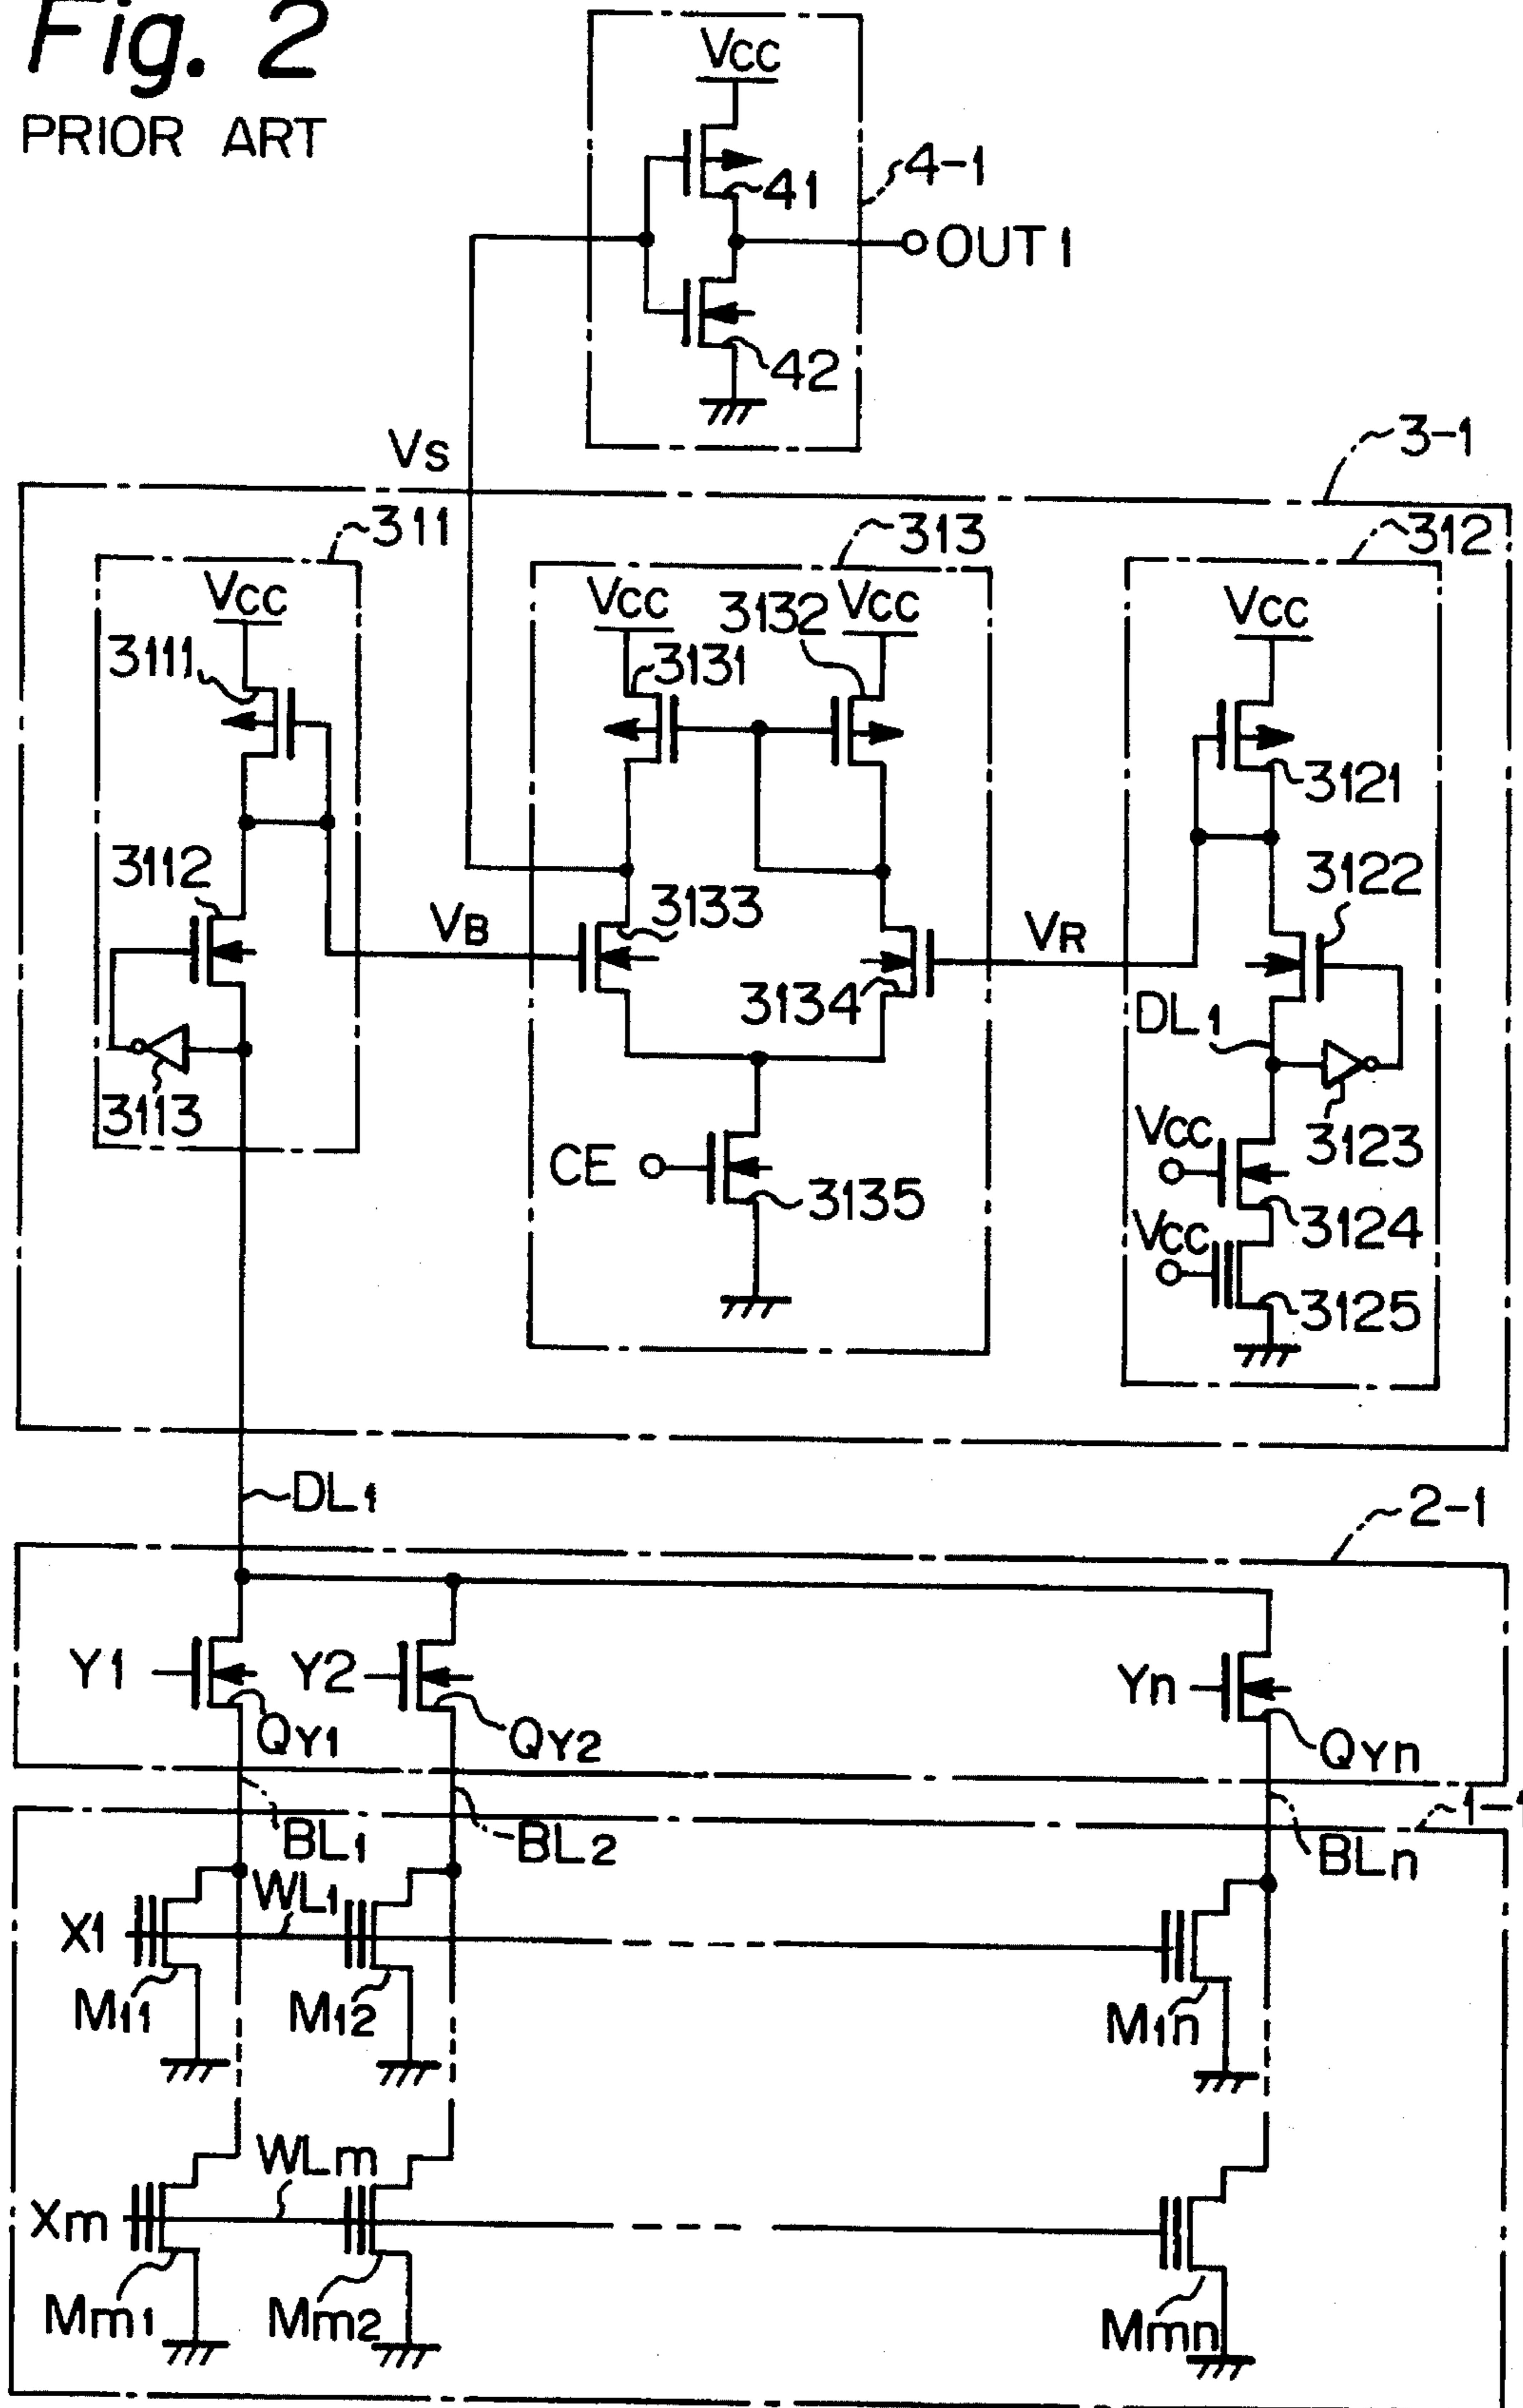 Fig. 2
PRIOR ART
VCC
41
4-1
OUT1
42
VS
3-1
311
313
312
VCC
VCC
3132
VCC
VCC
3111
3131
3121
3112
3133
3122
VB
VR
3134
DL1
3113
3123
CE
3135
VCC
3124
VCC
3125
DL1
2-1
Y1
Y2
Yn
QY1
QY2
QYn
1-1
BL1
BL2
BLn
WL1
X1
M11
M12
M1n
WLm
Xm
Mm1
Mm2
Mmn